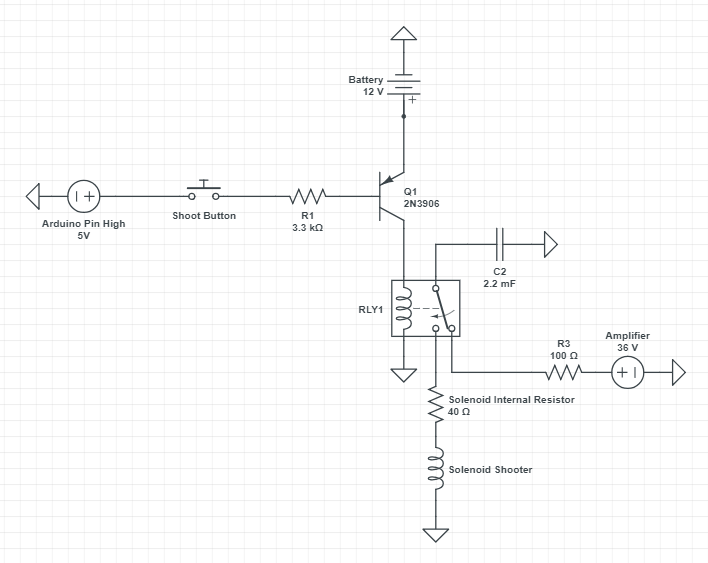 Battery
12 V
+
Q1
2N3906
Arduino Pin High
5V
+
Shoot Button
R1
3.3 kΩ
C2
2.2 mF
RLY1
R3
100 Ω
Amplifier
36 V
+
Solenoid Internal Resistor
40 Ω
Solenoid Shooter